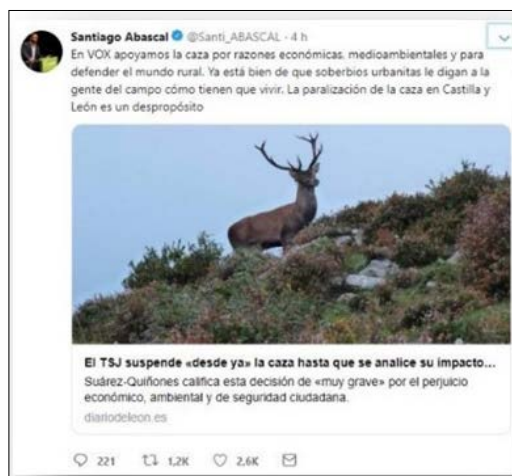 Santiago Abascal @Santi_ABASCAL · 4 h
En VOX apoyamos la caza por razones económicas, medioambientales y para
defender el mundo rural. Ya está bien de que soberbios urbanitas le digan a la
gente del campo cómo tienen que vivir. La paralización de la caza en Castilla y
León es un despropósito
El TSJ suspende «desde ya» la caza hasta que se analice su impacto...
Suárez-Quiñones califica esta decisión de «muy grave» por el perjuicio
económico, ambiental y de seguridad ciudadana.
diariodeleon.es
221 1,2K 2,6K